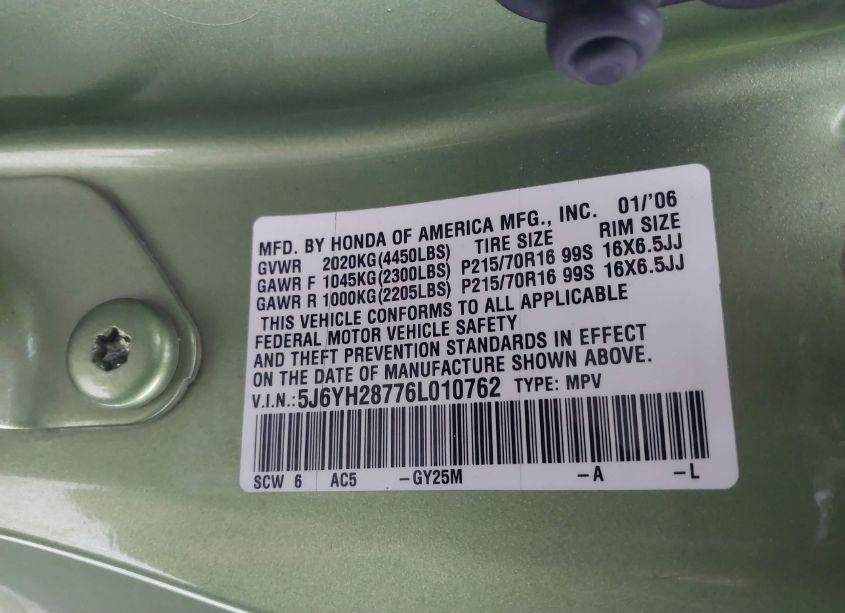 MFD. BY HONDA OF AMERICA MFG., INC. 01/'06
GVWR 2020KG(4450LBS) TIRE SIZE RIM SIZE
GAWR F 1045KG(2300LBS) P215/70R16 99S 16X6.5JJ
GAWR R 1000KG(2205LBS) P215/70R16 99S 16X6.5JJ
THIS VEHICLE CONFORMS TO ALL APPLICABLE
FEDERAL MOTOR VEHICLE SAFETY
AND THEFT PREVENTION STANDARDS IN EFFECT
ON THE DATE OF MANUFACTURE SHOWN ABOVE.
V.I.N.:5J6YH28776L010762 TYPE: MPV
SCW 6 AC5 -GY25M -A -L